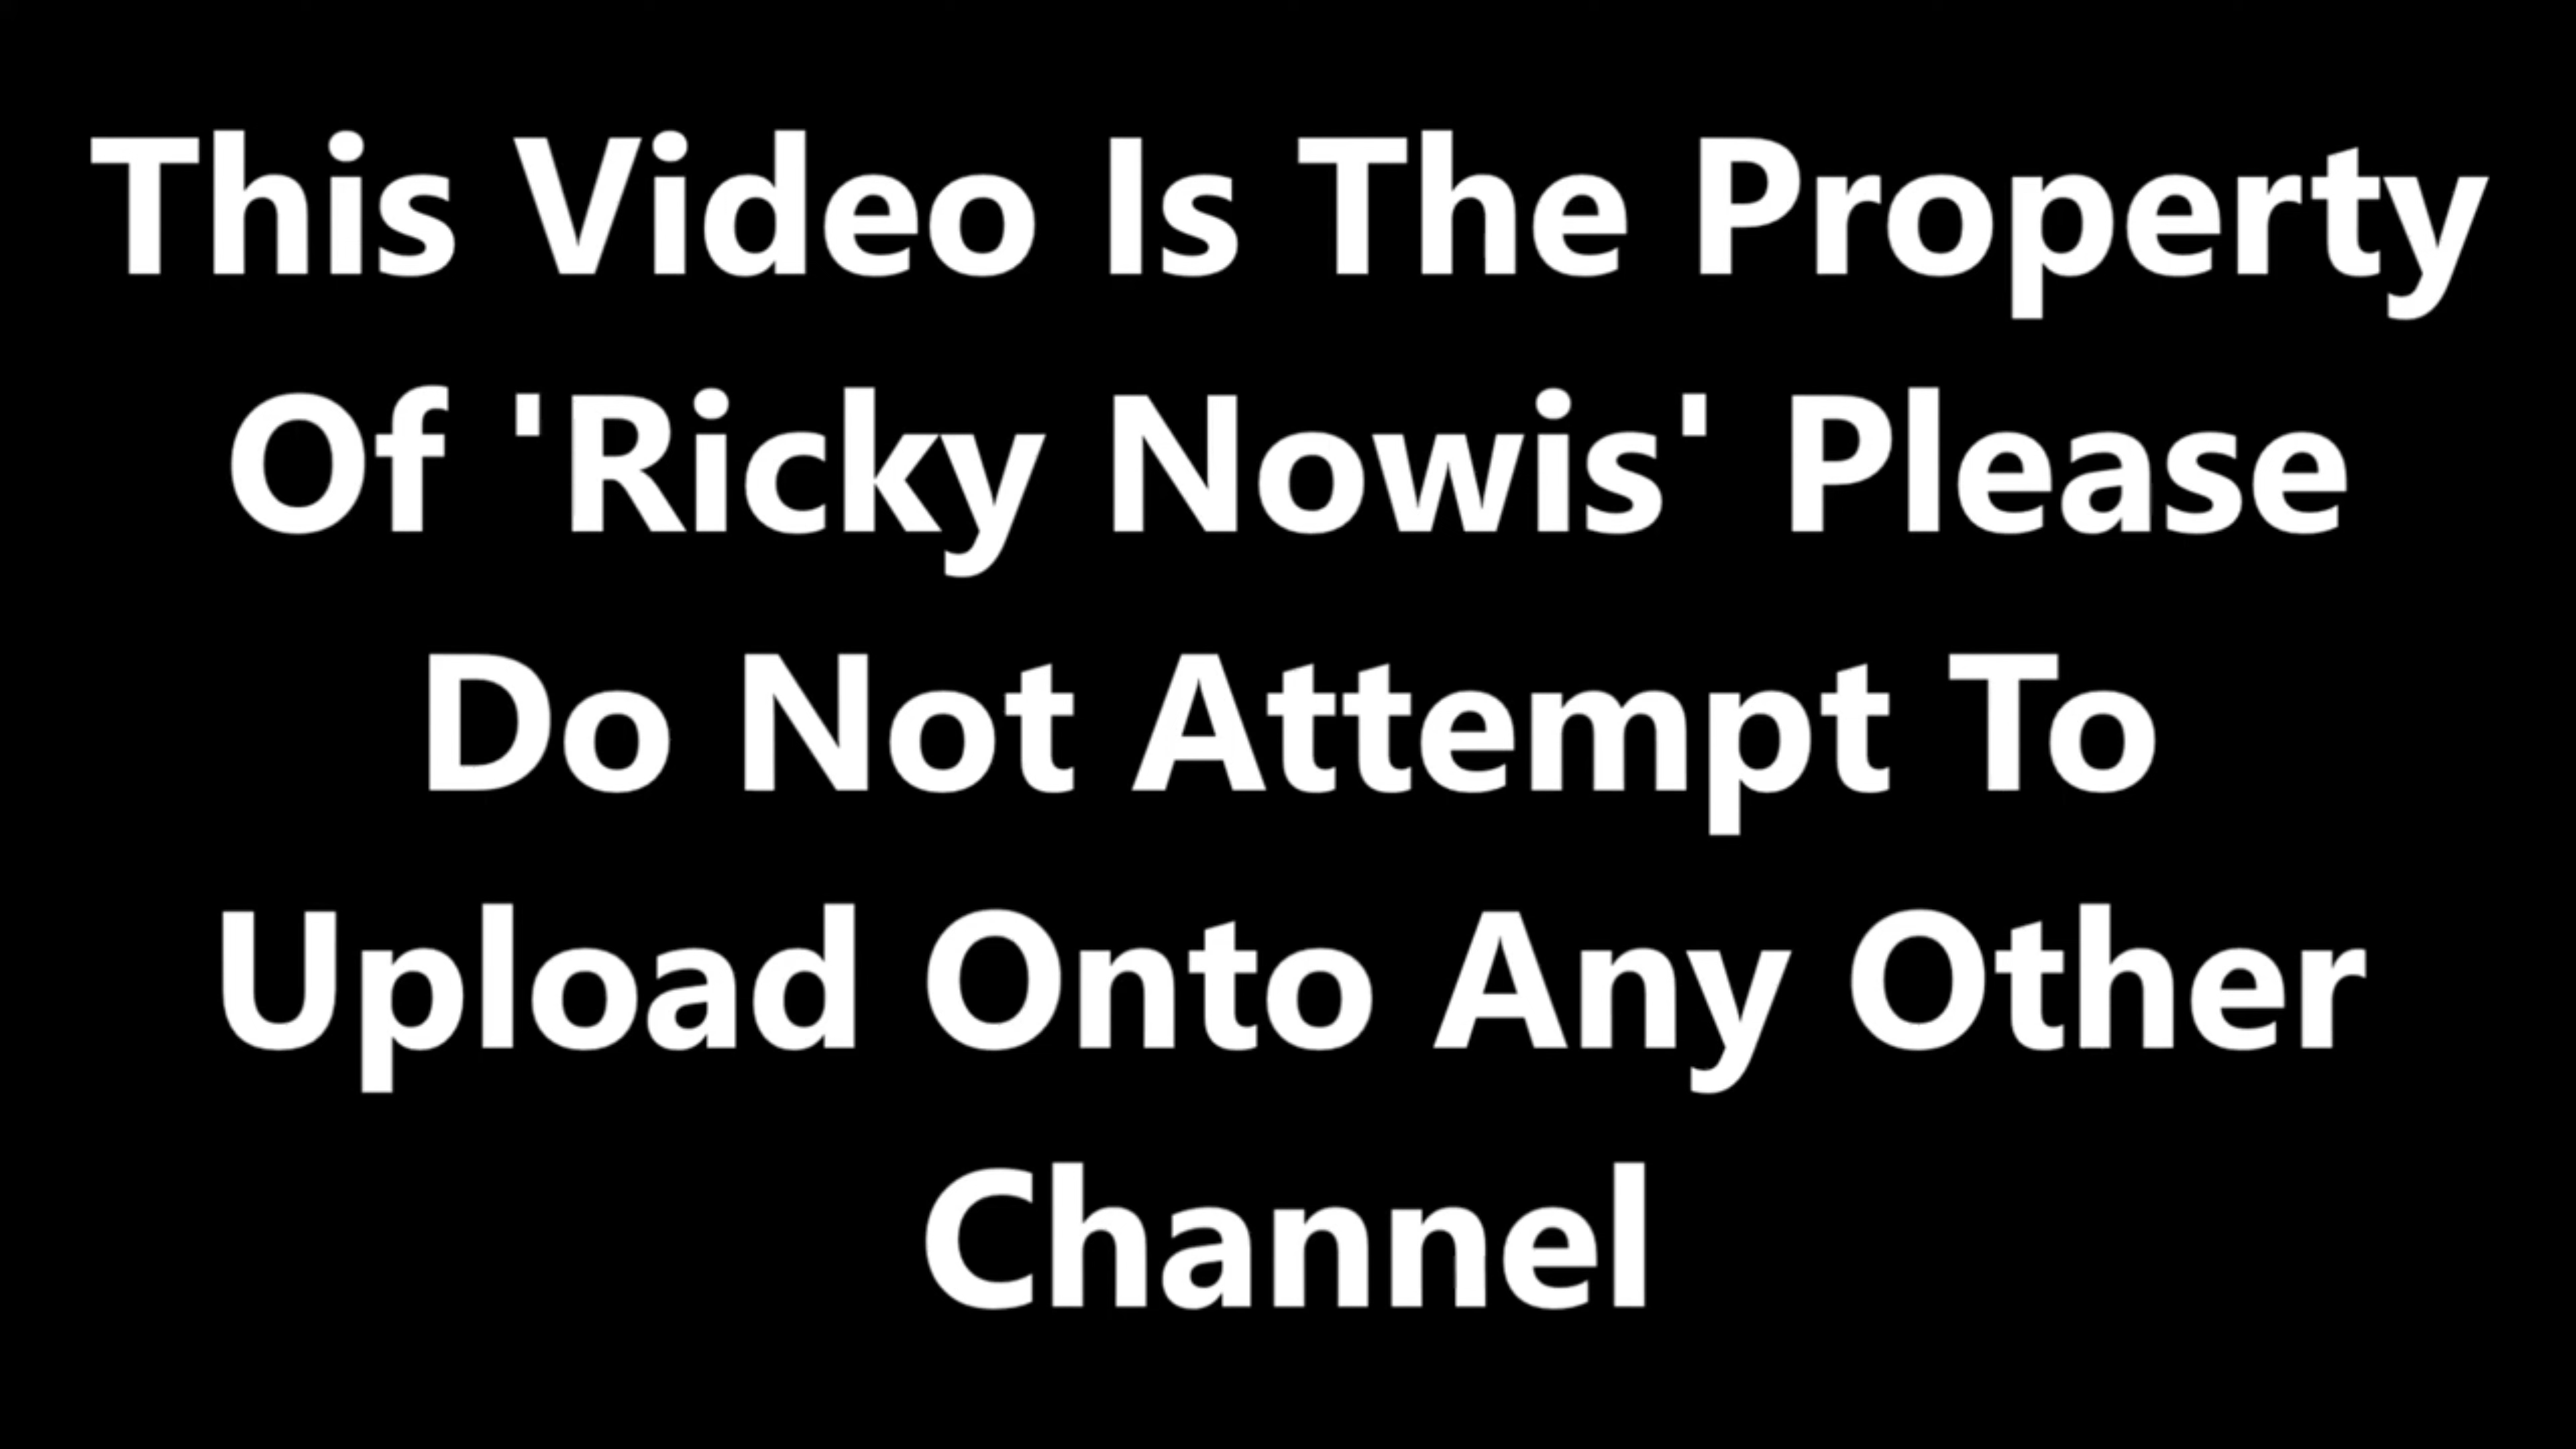 This Video Is The Property
Of 'Ricky Nowis' Please
Do Not Attempt To
Upload Onto Any Other
Channel